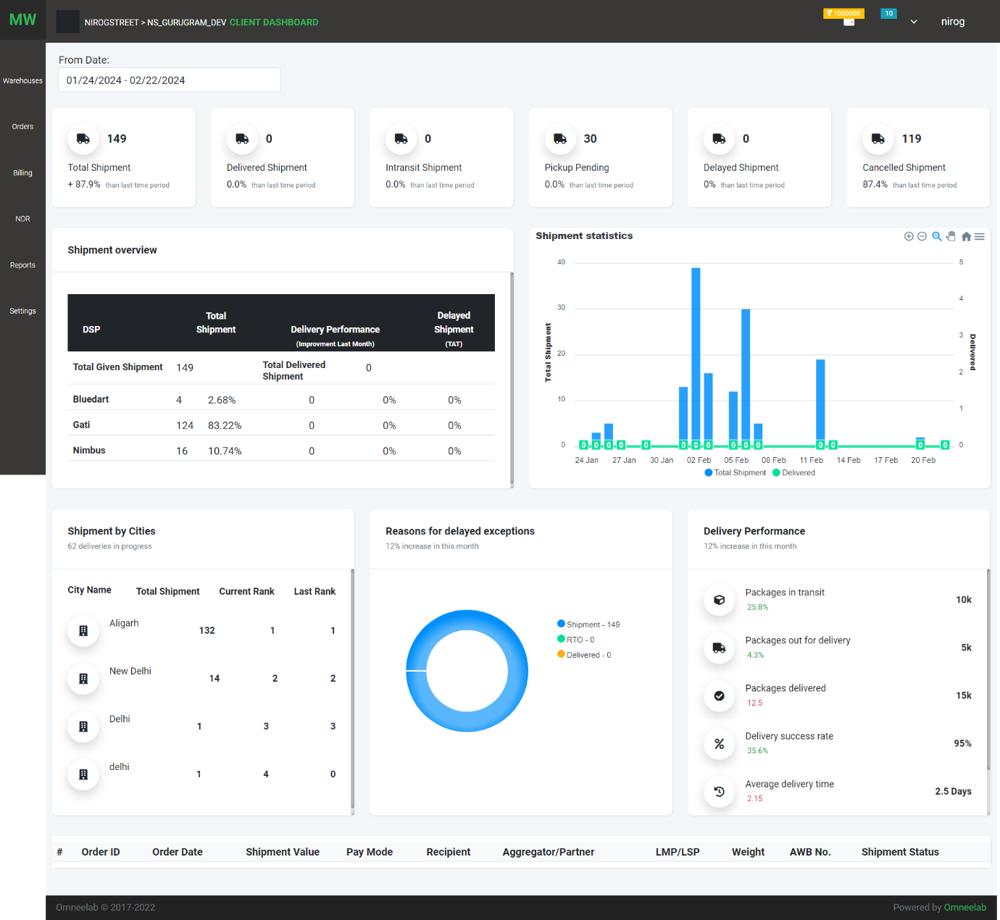 MW
NIROGSTREET > NS_GURUGRAM_DEV CLIENT DASHBOARD
₹ 1000000
10
nirog
Warehouses
Orders
Billing
NDR
Reports
Settings
From Date:
01/24/2024 - 02/22/2024
149
Total Shipment
+ 87.9% than last time period
0
Delivered Shipment
0.0% than last time period
0
Intransit Shipment
0.0% than last time period
30
Pickup Pending
0.0% than last time period
0
Delayed Shipment
0% than last time period
119
Cancelled Shipment
87.4% than last time period
Shipment overview
DSP
Total Shipment
Delivery Performance
(Improvment Last Month)
Delayed Shipment
(TAT)
Total Given Shipment 149 Total Delivered Shipment 0
Bluedart 4 2.68% 0 0% 0%
Gati 124 83.22% 0 0% 0%
Nimbus 16 10.74% 0 0% 0%
Shipment statistics
40
30
20
10
0
Total Shipment
5
4
3
2
1
0
Delivered
0 0 0 0 0 0 0 0 0 0 0 0 0 0 0
24 Jan 27 Jan 30 Jan 02 Feb 05 Feb 08 Feb 11 Feb 14 Feb 17 Feb 20 Feb
Total Shipment Delivered
Shipment by Cities
62 deliveries in progress
City Name Total Shipment Current Rank Last Rank
Aligarh 132 1 1
New Delhi 14 2 2
Delhi 1 3 3
delhi 1 4 0
Reasons for delayed exceptions
12% increase in this month
Shipment - 149
RTO - 0
Delivered - 0
Delivery Performance
12% increase in this month
Packages in transit
25.8%
10k
Packages out for delivery
4.3%
5k
Packages delivered
12.5
15k
Delivery success rate
35.6%
95%
Average delivery time
2.15
2.5 Days
# Order ID Order Date Shipment Value Pay Mode Recipient Aggregator/Partner LMP/LSP Weight AWB No. Shipment Status
Omneelab © 2017-2022
Powered by Omneelab